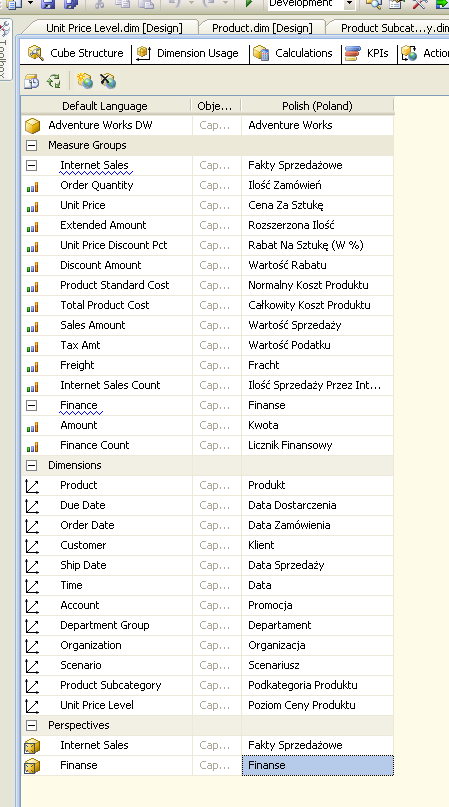 Development
Unit Price Level.dim [Design] Product.dim [Design] Product Subcat...y.dim
Toolbox
Cube Structure Dimension Usage Calculations KPIs Actio
Default Language Obje... Polish (Poland)
Adventure Works DW Cap... Adventure Works
Measure Groups
Internet Sales Cap... Fakty Sprzedażowe
Order Quantity Cap... Ilość Zamówień
Unit Price Cap... Cena Za Sztukę
Extended Amount Cap... Rozszerzona Ilość
Unit Price Discount Pct Cap... Rabat Na Sztukę (W %)
Discount Amount Cap... Wartość Rabatu
Product Standard Cost Cap... Normalny Koszt Produktu
Total Product Cost Cap... Całkowity Koszt Produktu
Sales Amount Cap... Wartość Sprzedaży
Tax Amt Cap... Wartość Podatku
Freight Cap... Fracht
Internet Sales Count Cap... Ilość Sprzedaży Przez Int...
Finance Cap... Finanse
Amount Cap... Kwota
Finance Count Cap... Licznik Finansowy
Dimensions
Product Cap... Produkt
Due Date Cap... Data Dostarczenia
Order Date Cap... Data Zamówienia
Customer Cap... Klient
Ship Date Cap... Data Sprzedaży
Time Cap... Data
Account Cap... Promocja
Department Group Cap... Departament
Organization Cap... Organizacja
Scenario Cap... Scenariusz
Product Subcategory Cap... Podkategoria Produktu
Unit Price Level Cap... Poziom Ceny Produktu
Perspectives
Internet Sales Cap... Fakty Sprzedażowe
Finanse Cap... Finanse